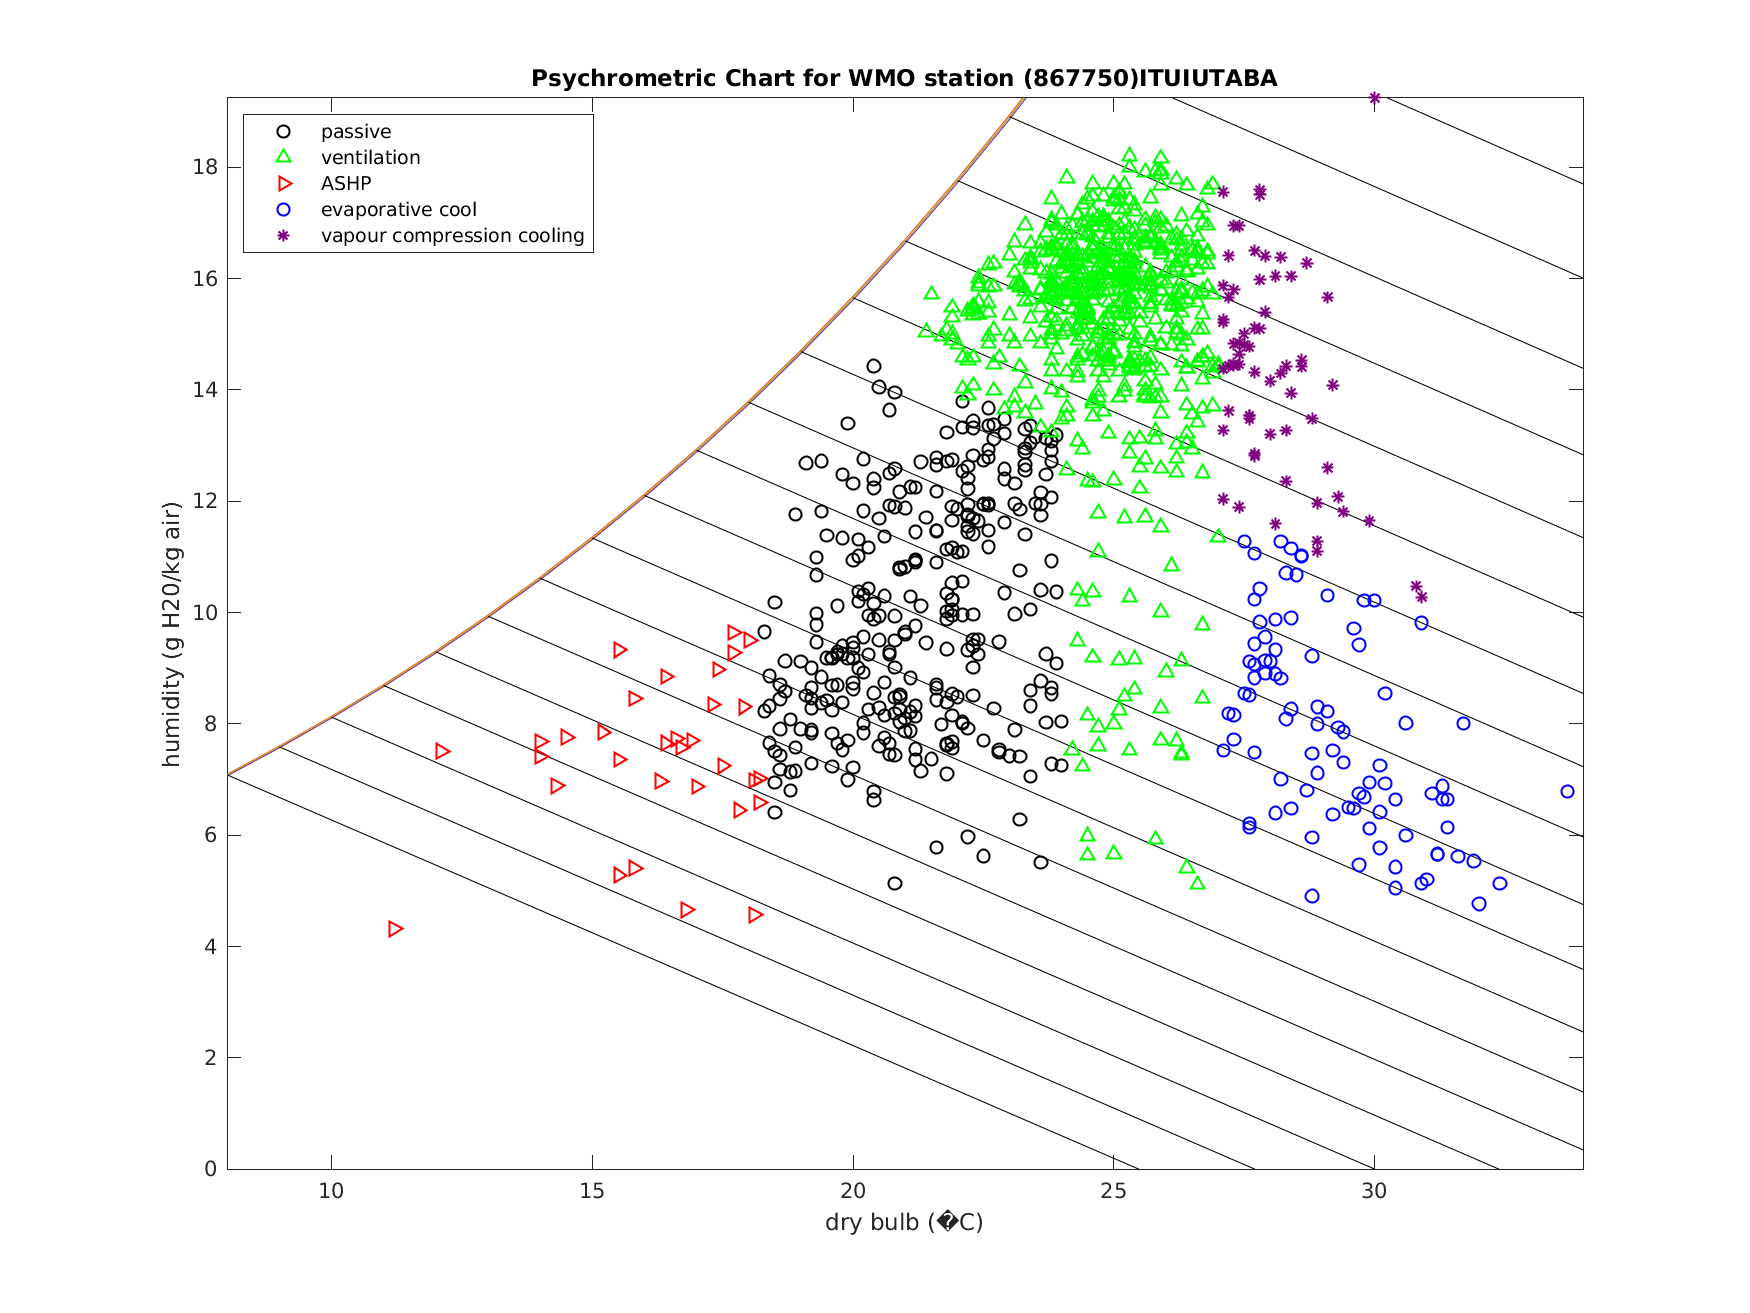 Psychrometric Chart for WMO station (867750)ITUIUTABA
passive
ventilation
ASHP
evaporative cool
vapour compression cooling
18
16
14
12
10
8
6
4
2
0
humidity (g H20/kg air)
10 15 20 25 30
dry bulb (�C)